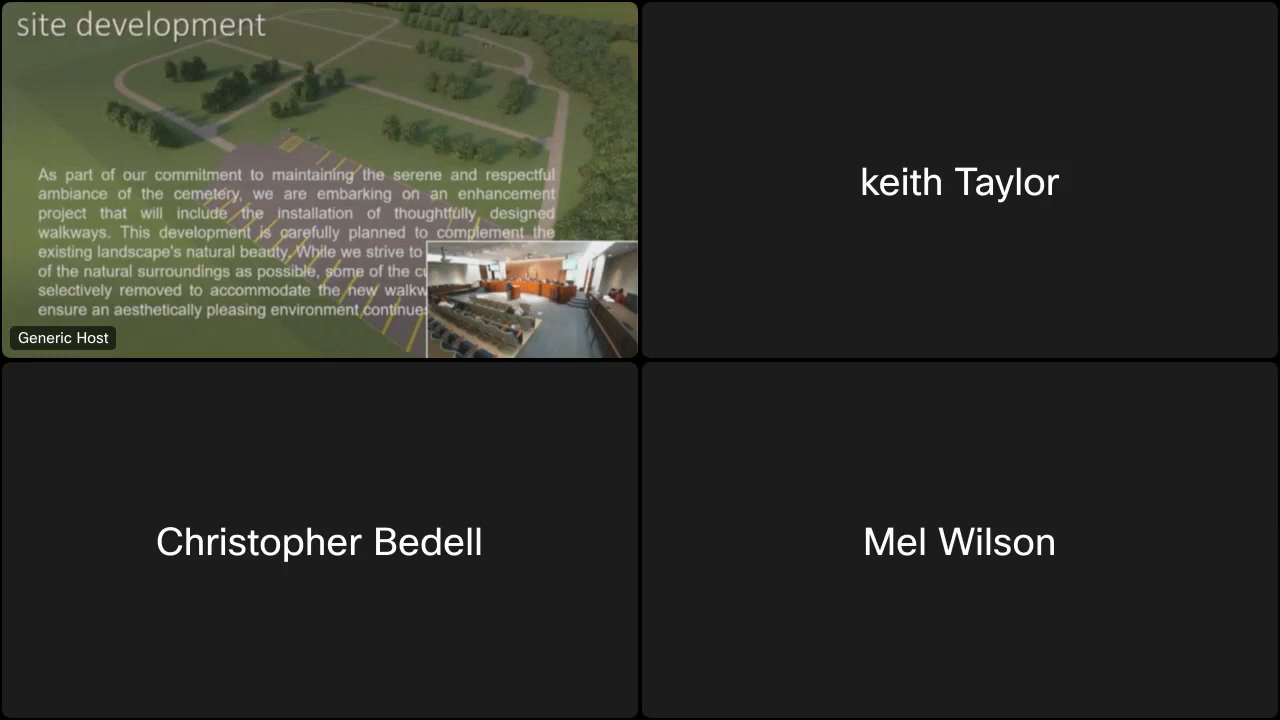 site development
As part of our commitment to maintaining the serene and respectful
ambiance of the cemetery, we are embarking on an enhancement
project that will include the installation of thoughtfully designed
walkways. This development is carefully planned to complement the
existing landscape's natural beauty. While we strive to
of the natural surroundings as possible, some of the
selectively removed to accommodate the new
ensure an aesthetically pleasing environment
Generic Host
keith Taylor
Christopher Bedell
Mel Wilson